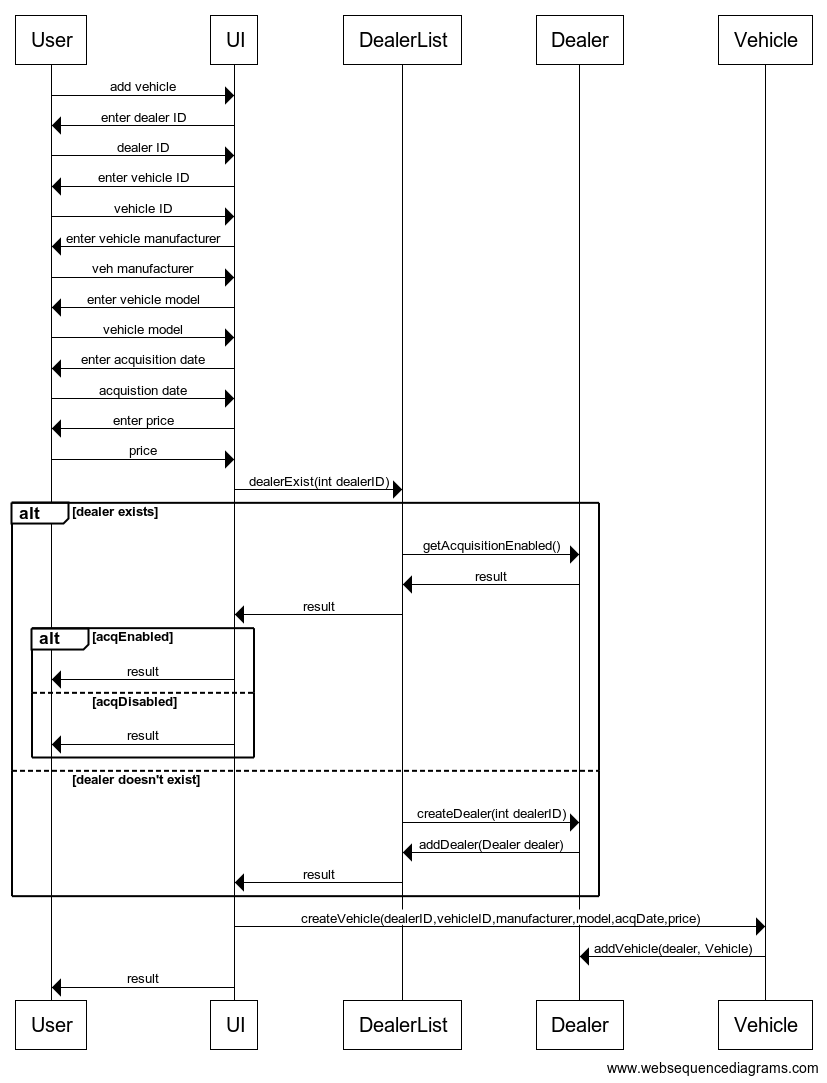 User UI DealerList Dealer Vehicle
add vehicle
enter dealer ID
dealer ID
enter vehicle ID
vehicle ID
enter vehicle manufacturer
veh manufacturer
enter vehicle model
vehicle model
enter acquisition date
acquistion date
enter price
price
dealerExist(int dealerID)
alt [dealer exists]
getAcquisitionEnabled()
result
result
alt [acqEnabled]
result
[acqDisabled]
result
[dealer doesn't exist]
createDealer(int dealerID)
addDealer(Dealer dealer)
result
createVehicle(dealerID,vehicleID,manufacturer,model,acqDate,price)
addVehicle(dealer, Vehicle)
result
User UI DealerList Dealer Vehicle
www.websequencediagrams.com